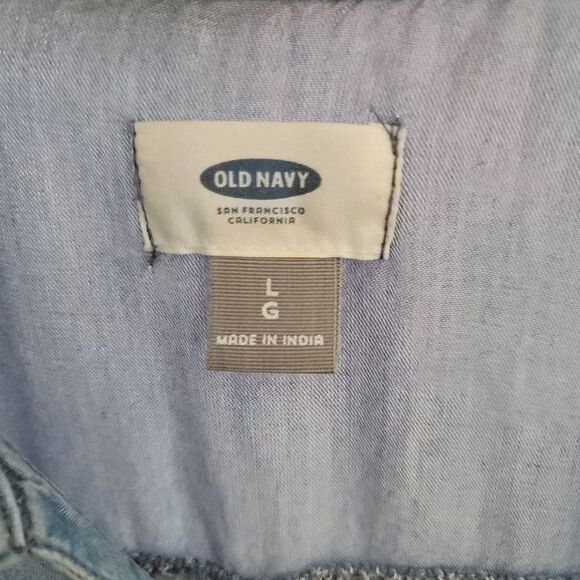 OLD NAVY
SAN FRANCISCO
CALIFORNIA
L
G
MADE IN INDIA